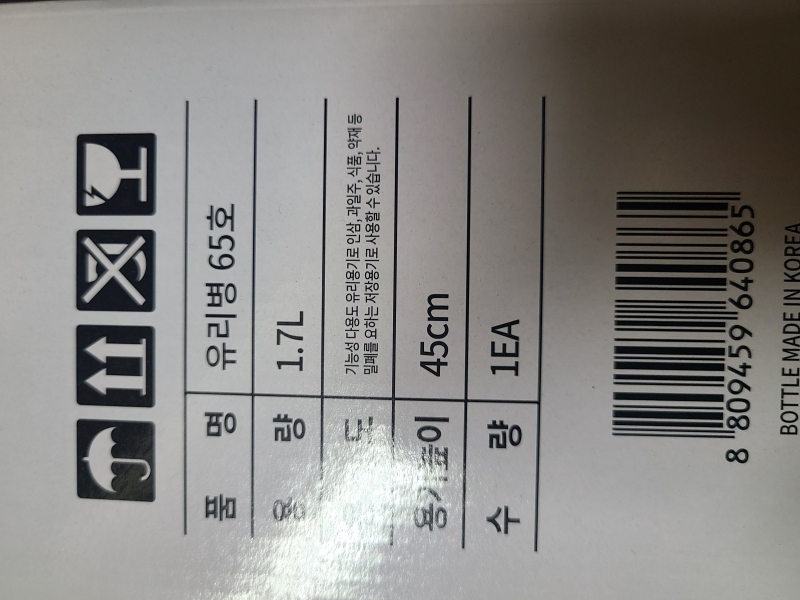 품 명 유리병 65호
용 량 1.7L
용 도 기능성 다용도 유리용기로 인삼, 과일주, 식품, 약재 등
밀폐를 요하는 저장용기로 사용할 수 있습니다.
용기높이 45cm
수 량 1EA
8 809459 640865
BOTTLE MADE IN KOREA